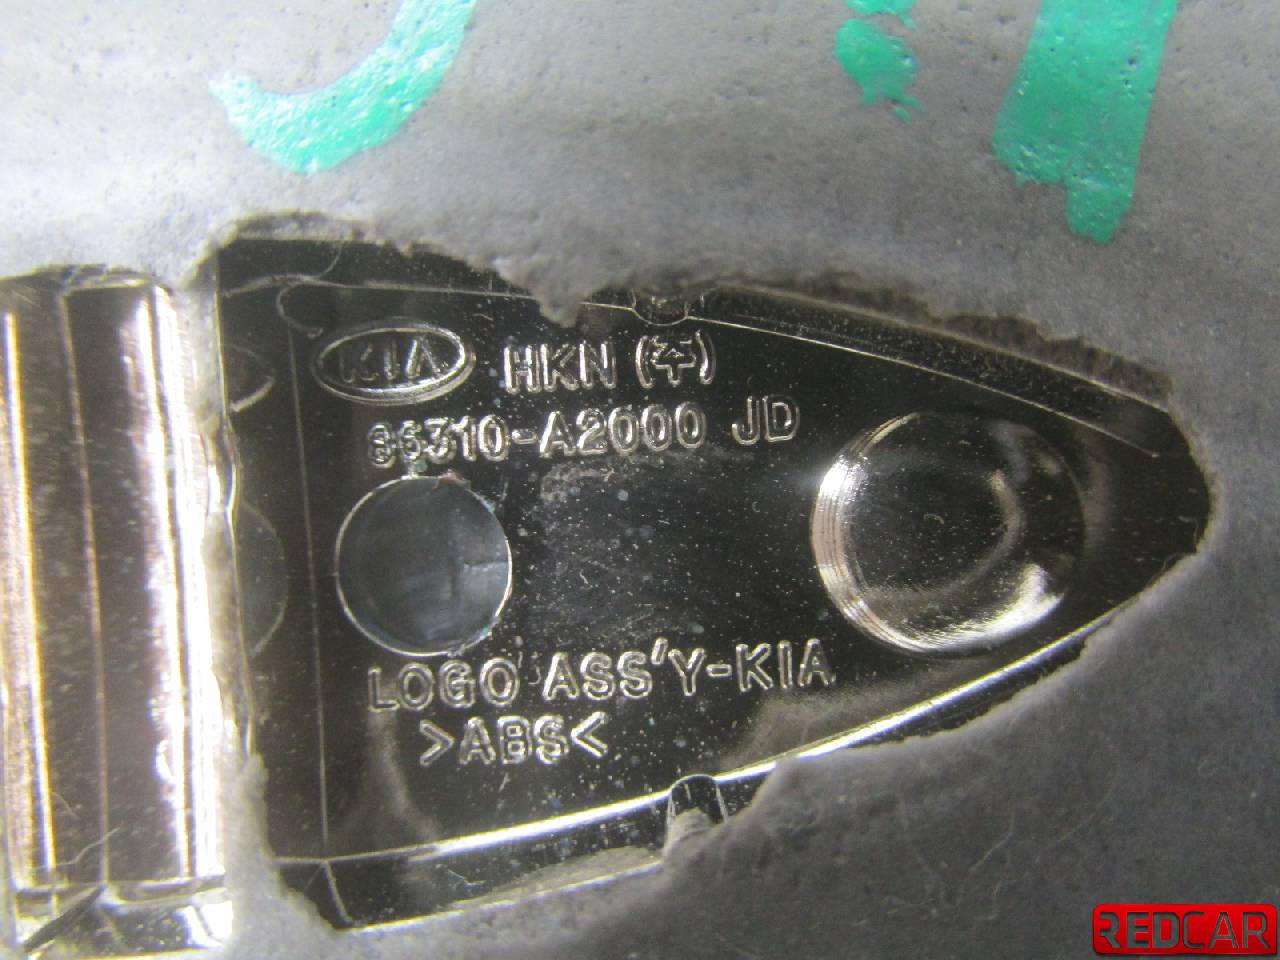 KIA HKN (주)
86310-A2000 JD
LOGO ASS'Y-KIA
>ABS<
REDCAR